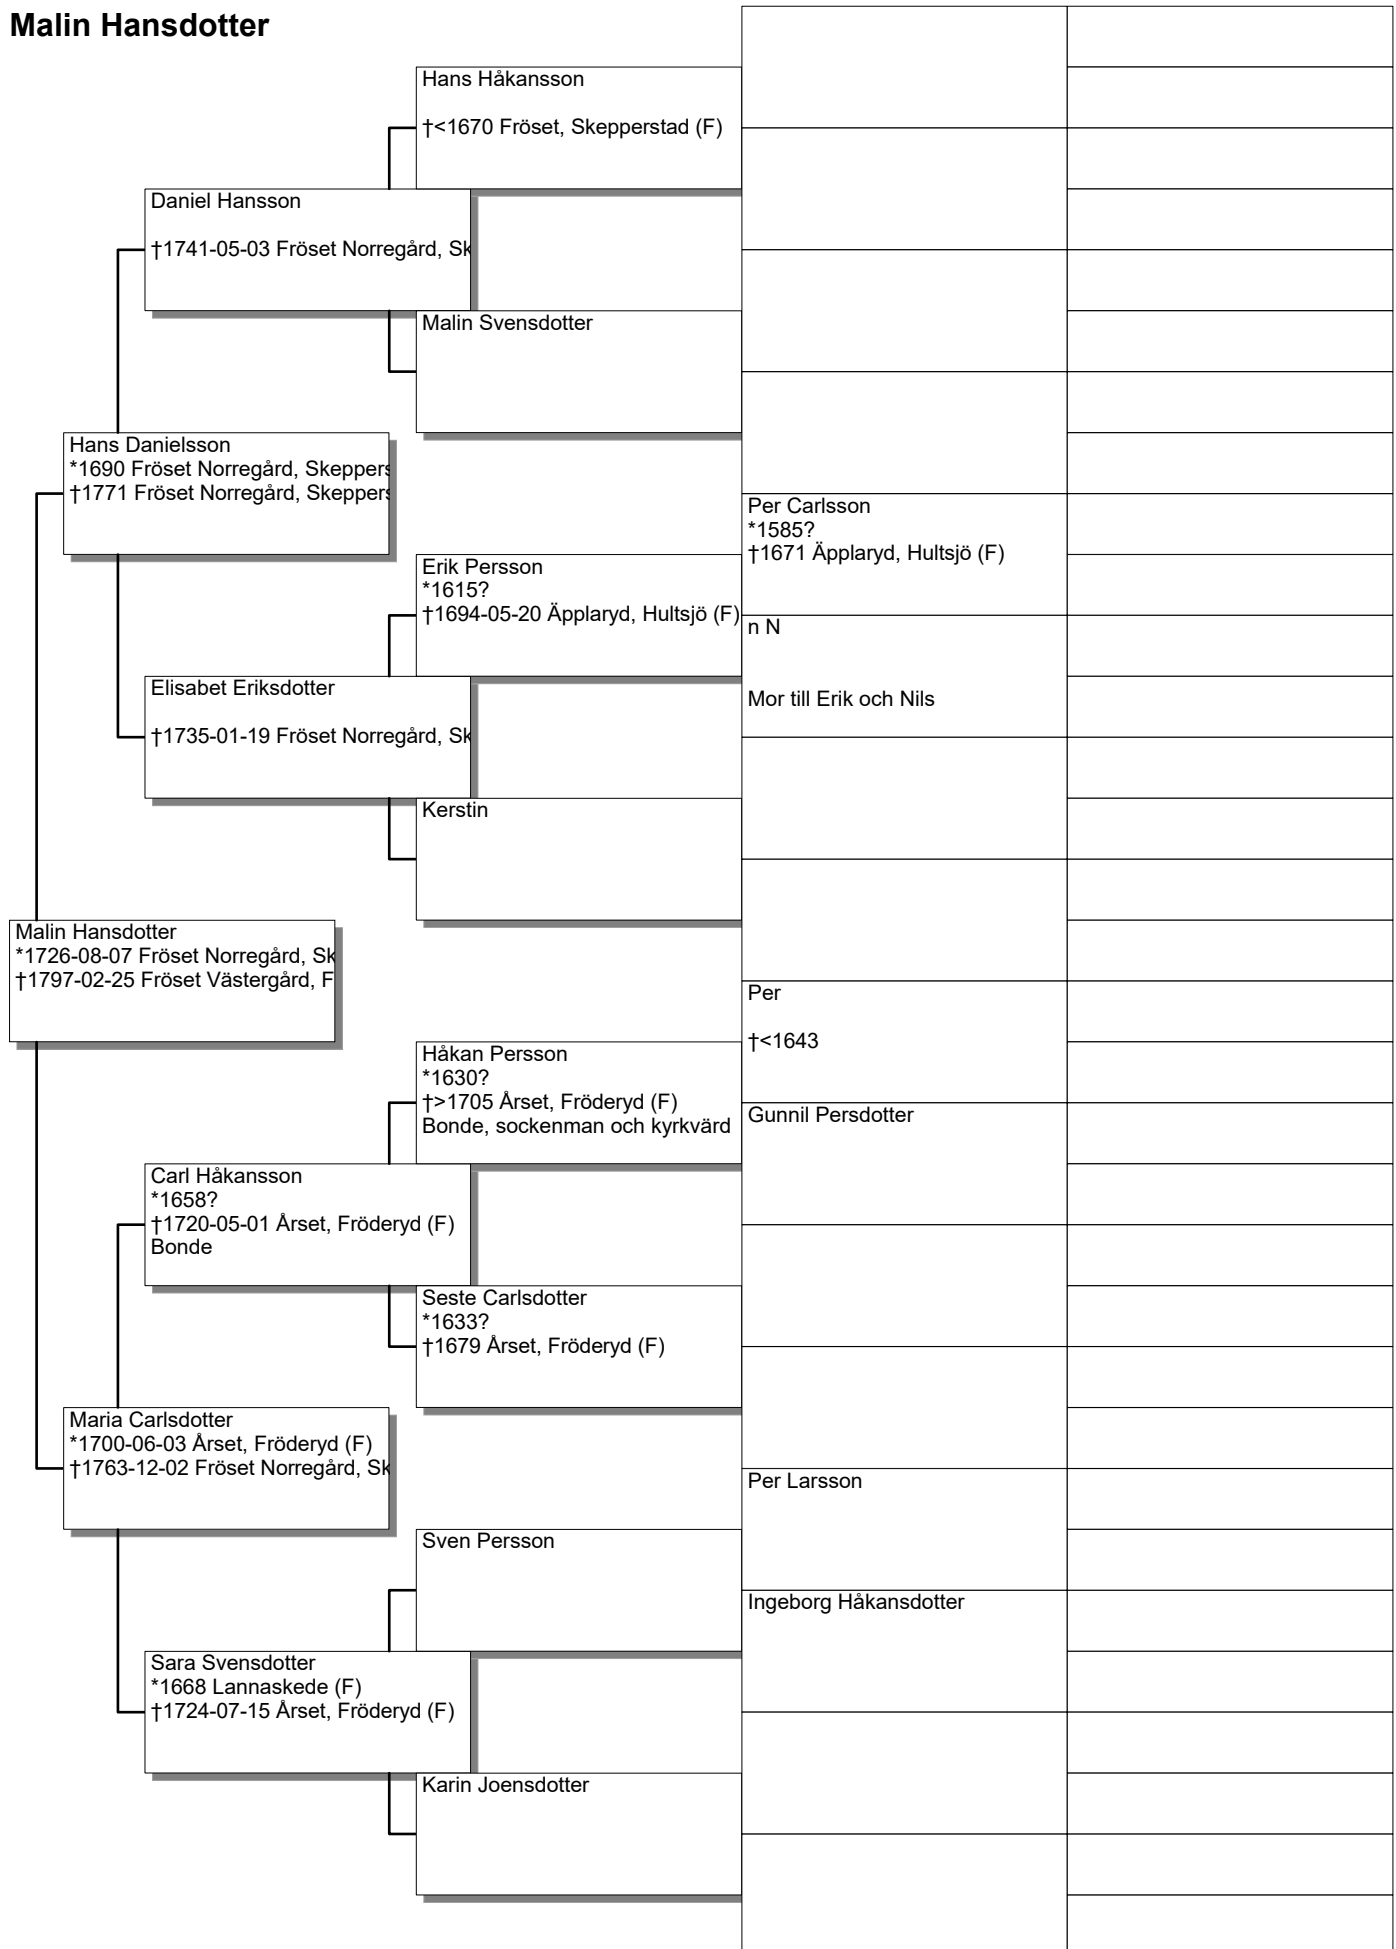 Malin Hansdotter
Hans Håkansson
†<1670 Fröset, Skepperstad (F)
Daniel Hansson
†1741-05-03 Fröset Norregård, Sk
Malin Svensdotter
Hans Danielsson
*1690 Fröset Norregård, Skeppers
†1771 Fröset Norregård, Skeppers
Per Carlsson
*1585?
†1671 Äpplaryd, Hultsjö (F)
Erik Persson
*1615?
†1694-05-20 Äpplaryd, Hultsjö (F)
n N
Mor till Erik och Nils
Elisabet Eriksdotter
†1735-01-19 Fröset Norregård, Sk
Kerstin
Malin Hansdotter
*1726-08-07 Fröset Norregård, Sk
†1797-02-25 Fröset Västergård, F
Per
†<1643
Håkan Persson
*1630?
†>1705 Årset, Fröderyd (F)
Bonde, sockenman och kyrkvärd
Gunnil Persdotter
Carl Håkansson
*1658?
†1720-05-01 Årset, Fröderyd (F)
Bonde
Seste Carlsdotter
*1633?
†1679 Årset, Fröderyd (F)
Maria Carlsdotter
*1700-06-03 Årset, Fröderyd (F)
†1763-12-02 Fröset Norregård, Sk
Per Larsson
Sven Persson
Ingeborg Håkansdotter
Sara Svensdotter
*1668 Lannaskede (F)
†1724-07-15 Årset, Fröderyd (F)
Karin Joensdotter